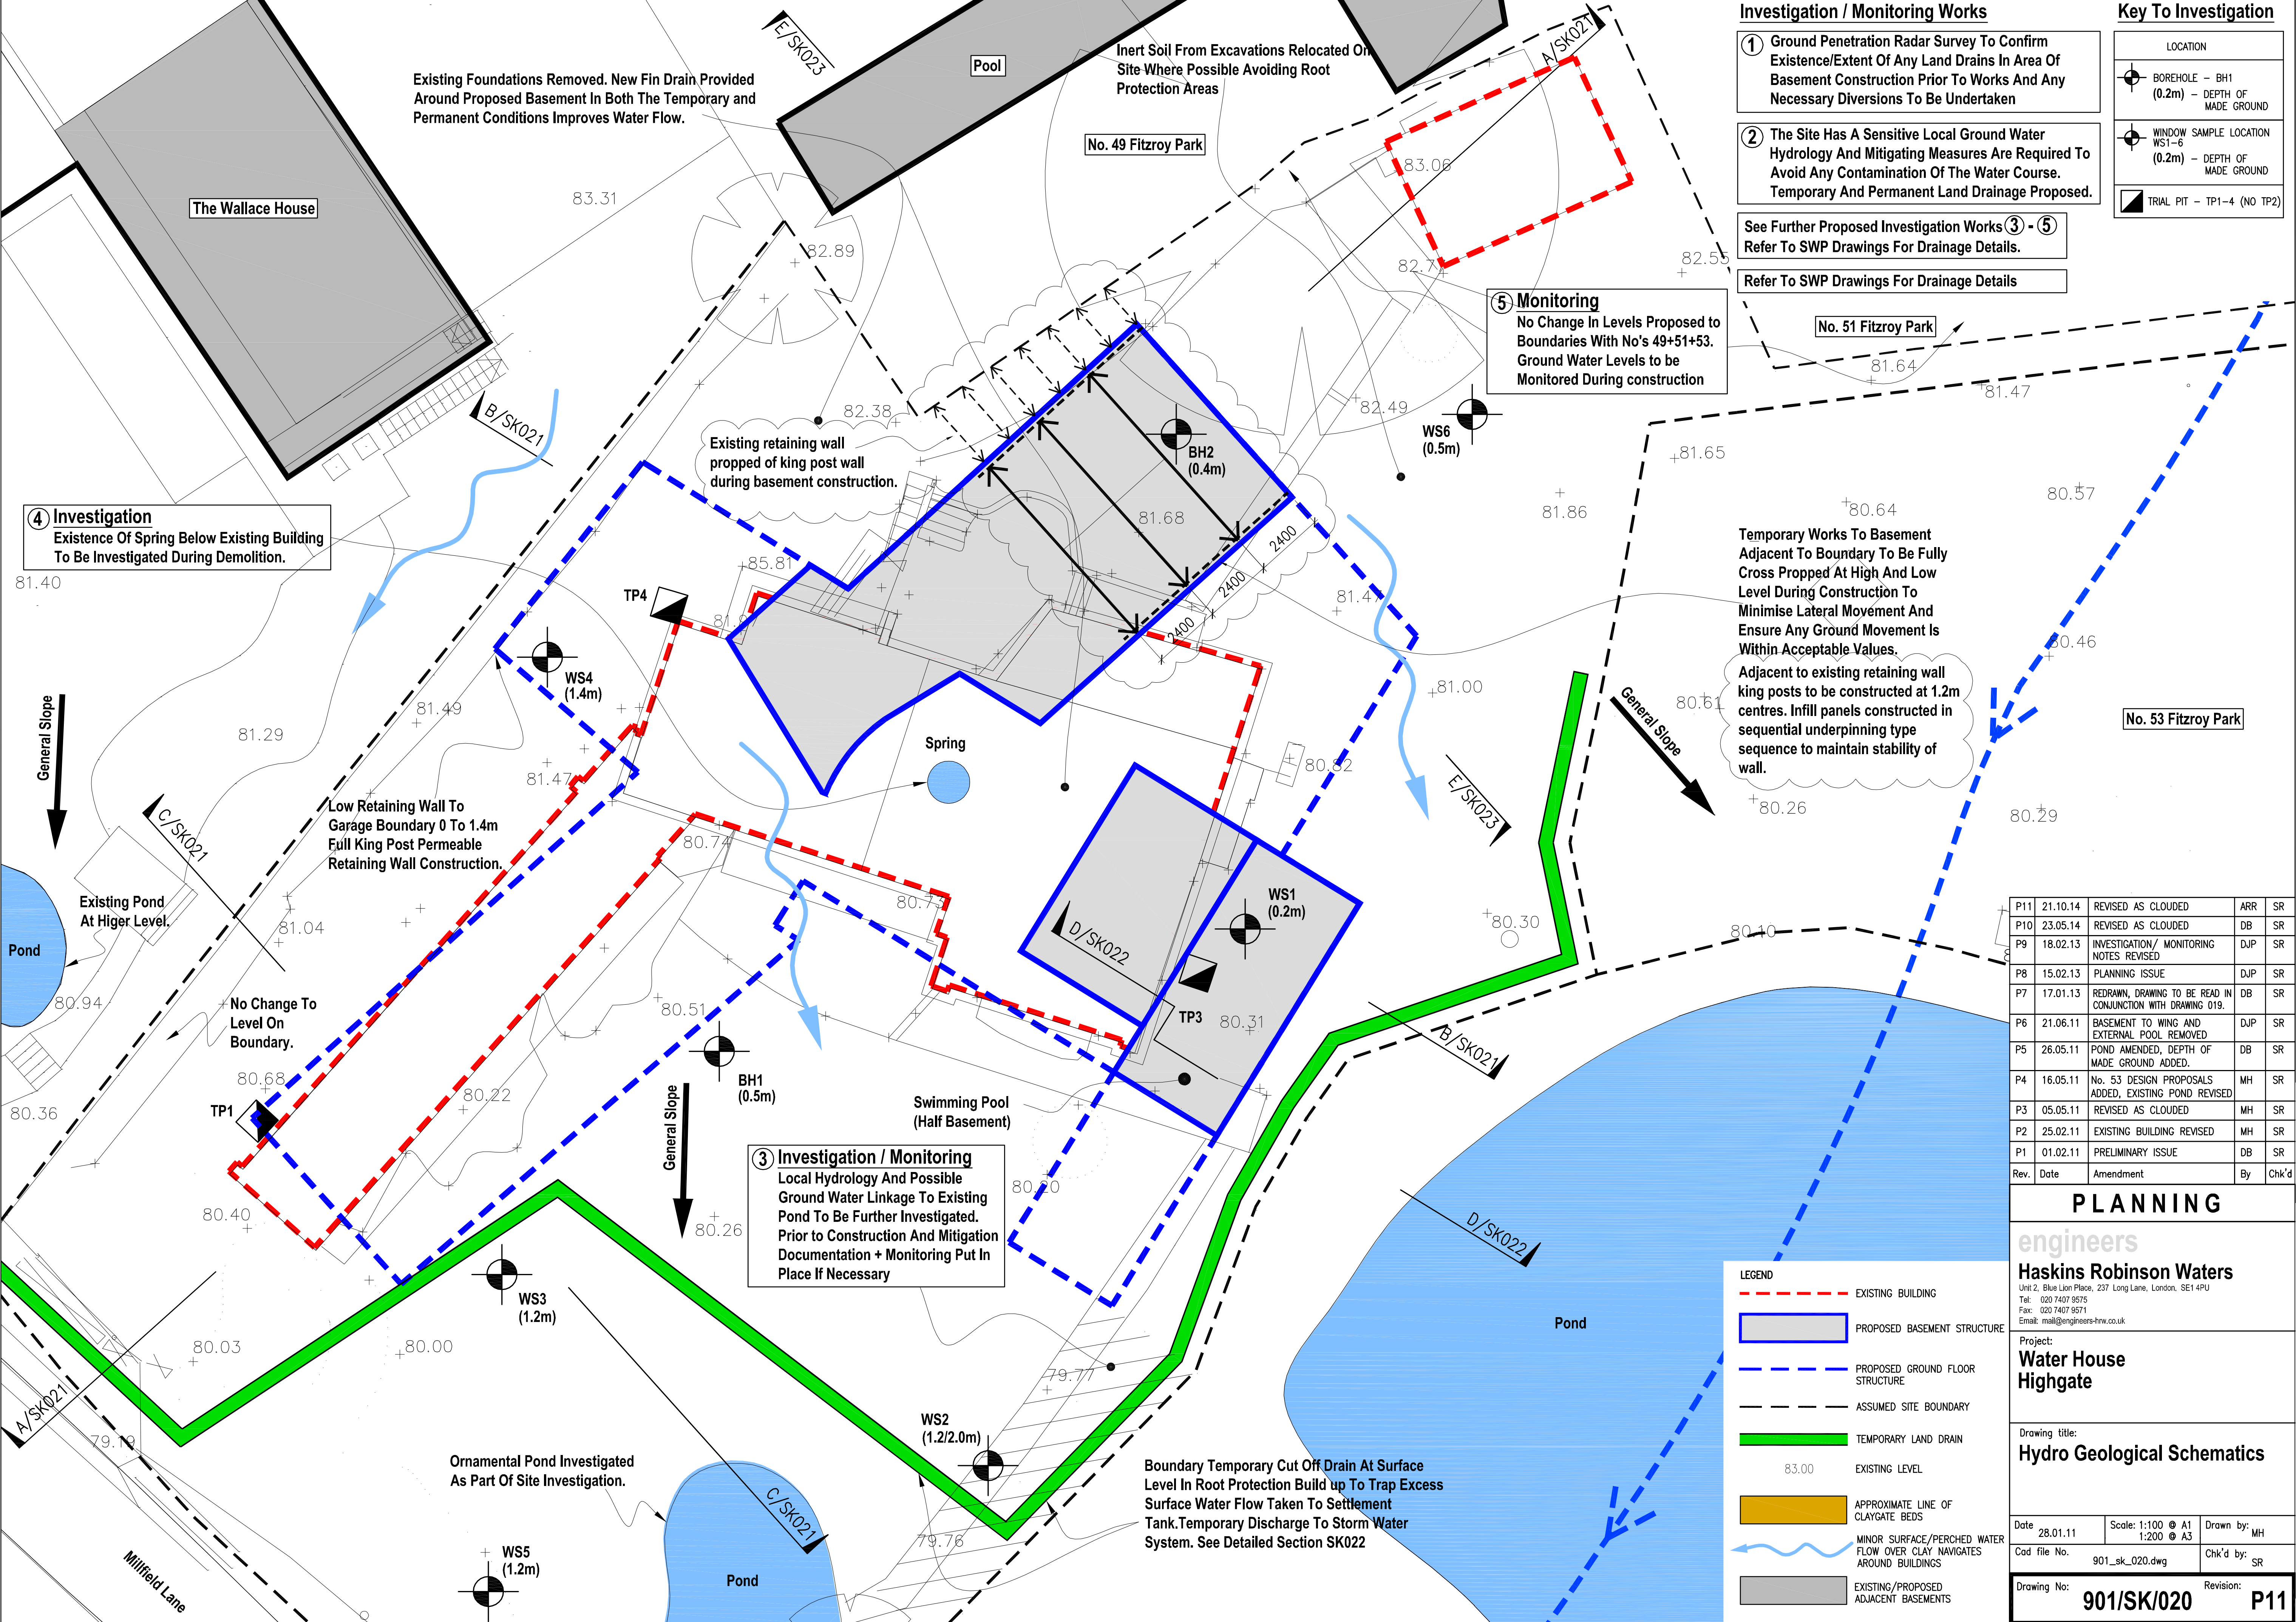 Existing Foundations Removed. New Fin Drain Provided
Around Proposed Basement In Both The Temporary and
Permanent Conditions Improves Water Flow.
E/SK023
Pool
Inert Soil From Excavations Relocated On
Site Where Possible Avoiding Root
Protection Areas
A/SK021
No. 49 Fitzroy Park
The Wallace House
83.31
82.89
83.06
82.55
Investigation / Monitoring Works
1 Ground Penetration Radar Survey To Confirm
Existence/Extent Of Any Land Drains In Area Of
Basement Construction Prior To Works And Any
Necessary Diversions To Be Undertaken
2 The Site Has A Sensitive Local Ground Water
Hydrology And Mitigating Measures Are Required To
Avoid Any Contamination Of The Water Course.
Temporary And Permanent Land Drainage Proposed.
See Further Proposed Investigation Works 3 - 5
Refer To SWP Drawings For Drainage Details.
Refer To SWP Drawings For Drainage Details
Key To Investigation
LOCATION
BOREHOLE - BH1
(0.2m) - DEPTH OF
MADE GROUND
WINDOW SAMPLE LOCATION
WS1-6
(0.2m) - DEPTH OF
MADE GROUND
TRIAL PIT - TP1-4 (NO TP2)
5 Monitoring
No Change In Levels Proposed to
Boundaries With No's 49+51+53.
Ground Water Levels to be
Monitored During construction
No. 51 Fitzroy Park
81.64
81.47
B/SK021
82.38
82.49
WS6
(0.5m)
81.65
Existing retaining wall
propped of king post wall
during basement construction.
BH2
(0.4m)
81.68
2400
2400
2400
81.86
80.64
80.57
4 Investigation
Existence Of Spring Below Existing Building
To Be Investigated During Demolition.
81.40
85.81
TP4
81.47
Temporary Works To Basement
Adjacent To Boundary To Be Fully
Cross Propped At High And Low
Level During Construction To
Minimise Lateral Movement And
Ensure Any Ground Movement Is
Within Acceptable Values.
80.46
Adjacent to existing retaining wall
king posts to be constructed at 1.2m
centres. Infill panels constructed in
sequential underpinning type
sequence to maintain stability of
wall.
WS4
(1.4m)
81.49
81.29
81.00
80.61
General Slope
General Slope
No. 53 Fitzroy Park
Spring
81.47
80.82
80.26
80.29
E/SK023
C/SK021
Low Retaining Wall To
Garage Boundary 0 To 1.4m
Full King Post Permeable
Retaining Wall Construction.
80.74
80.73
Existing Pond
At Higer Level.
Pond
81.04
WS1
(0.2m)
80.30
80.10
D/SK022
80.94
No Change To
Level On
Boundary.
80.51
TP3
80.31
B/SK021
80.68
80.36
TP1
80.22
BH1
(0.5m)
General Slope
Swimming Pool
(Half Basement)
3 Investigation / Monitoring
Local Hydrology And Possible
Ground Water Linkage To Existing
Pond To Be Further Investigated.
Prior to Construction And Mitigation
Documentation + Monitoring Put In
Place If Necessary
80.20
80.40
80.26
D/SK022
WS3
(1.2m)
80.03
80.00
79.77
Pond
A/SK021
79.19
WS2
(1.2/2.0m)
Ornamental Pond Investigated
As Part Of Site Investigation.
C/SK021
79.76
Boundary Temporary Cut Off Drain At Surface
Level In Root Protection Build up To Trap Excess
Surface Water Flow Taken To Settlement
Tank.Temporary Discharge To Storm Water
System. See Detailed Section SK022
Millfield Lane
WS5
(1.2m)
Pond
LEGEND
EXISTING BUILDING
PROPOSED BASEMENT STRUCTURE
PROPOSED GROUND FLOOR
STRUCTURE
ASSUMED SITE BOUNDARY
TEMPORARY LAND DRAIN
83.00 EXISTING LEVEL
APPROXIMATE LINE OF
CLAYGATE BEDS
MINOR SURFACE/PERCHED WATER
FLOW OVER CLAY NAVIGATES
AROUND BUILDINGS
EXISTING/PROPOSED
ADJACENT BASEMENTS
P11 21.10.14 REVISED AS CLOUDED ARR SR
P10 23.05.14 REVISED AS CLOUDED DB SR
P9 18.02.13 INVESTIGATION/ MONITORING
NOTES REVISED DJP SR
P8 15.02.13 PLANNING ISSUE DJP SR
P7 17.01.13 REDRAWN, DRAWING TO BE READ IN
CONJUNCTION WITH DRAWING 019. DB SR
P6 21.06.11 BASEMENT TO WING AND
EXTERNAL POOL REMOVED DJP SR
P5 26.05.11 POND AMENDED, DEPTH OF
MADE GROUND ADDED. DB SR
P4 16.05.11 No. 53 DESIGN PROPOSALS
ADDED, EXISTING POND REVISED MH SR
P3 05.05.11 REVISED AS CLOUDED MH SR
P2 25.02.11 EXISTING BUILDING REVISED MH SR
P1 01.02.11 PRELIMINARY ISSUE DB SR
Rev. Date Amendment By Chk'd
PLANNING
engineers
Haskins Robinson Waters
Unit 2, Blue Lion Place, 237 Long Lane, London. SE1 4PU
Tel: 020 7407 9575
Fax: 020 7407 9571
Email: mail@engineers-hrw.co.uk
Project:
Water House
Highgate
Drawing title:
Hydro Geological Schematics
Date 28.01.11
Scale: 1:100 @ A1
1:200 @ A3
Drawn by: MH
Cad file No. 901_sk_020.dwg
Chk'd by: SR
Drawing No: 901/SK/020
Revision: P11